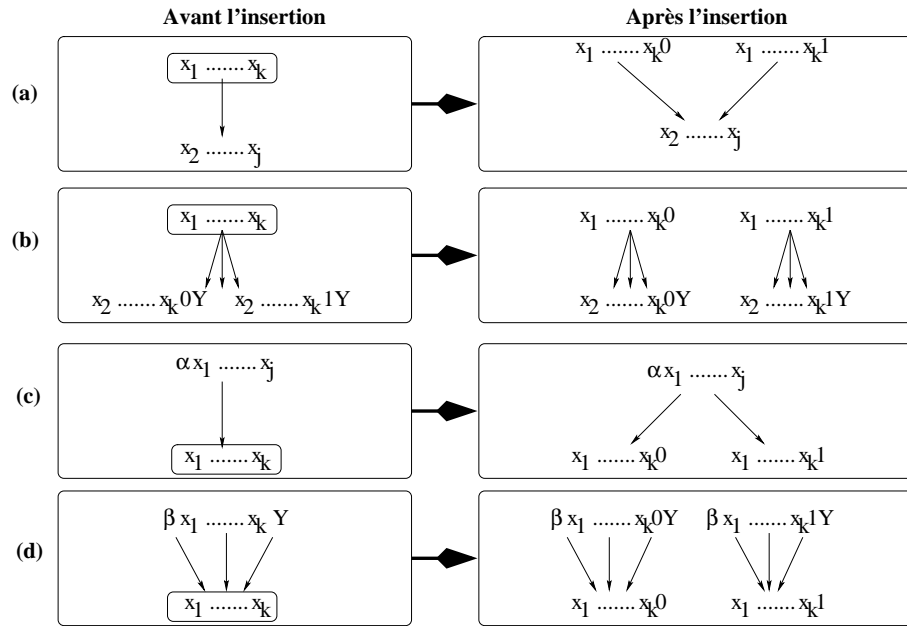 Avant l'insertion Après l'insertion
(a)
x1 ....... xk
x2 ....... xj
x1 ....... xk0 x1 ....... xk1
x2 ....... xj
(b)
x1 ....... xk
x2 ....... xk0Y x2 ....... xk1Y
x1 ....... xk0 x1 ....... xk1
x2 ....... xk0Y x2 ....... xk1Y
(c)
αx1 ....... xj
x1 ....... xk
αx1 ....... xj
x1 ....... xk0 x1 ....... xk1
(d)
βx1 ....... xk Y
x1 ....... xk
βx1 ....... xk0Y βx1 ....... xk1Y
x1 ....... xk0 x1 ....... xk1